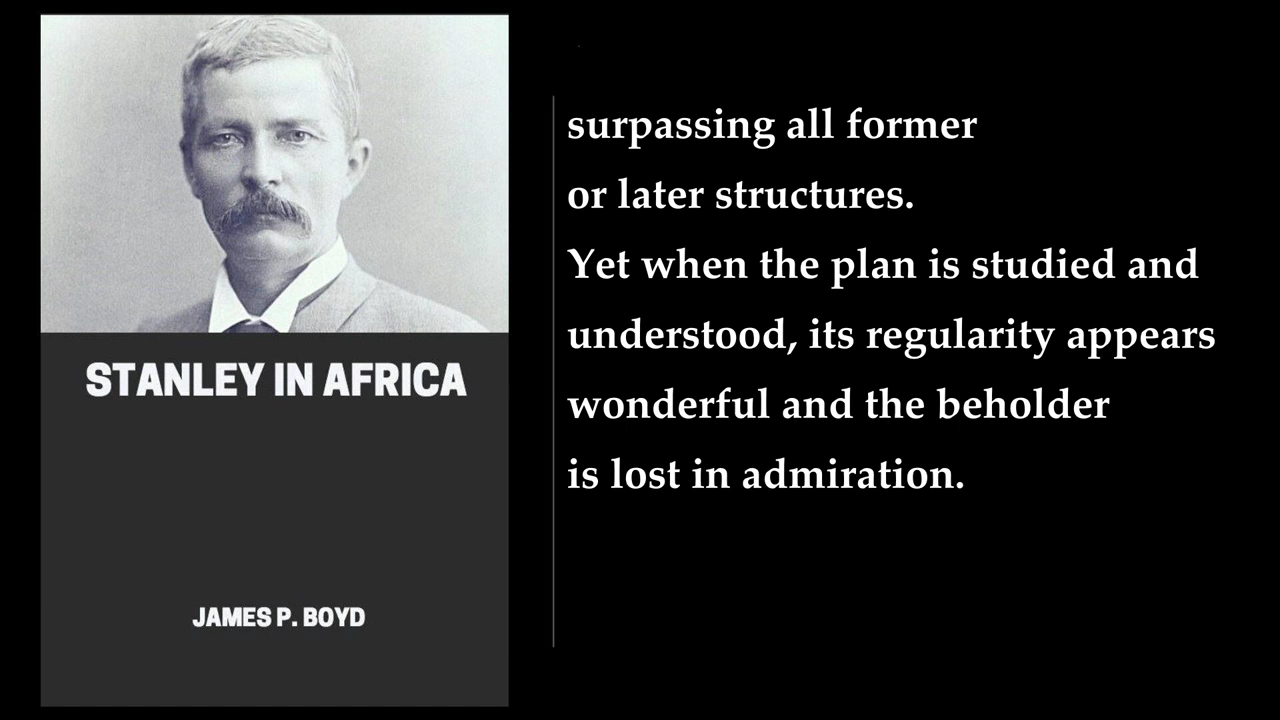 STANLEY IN AFRICA
JAMES P. BOYD
surpassing all former
or later structures.
Yet when the plan is studied and
understood, its regularity appears
wonderful and the beholder
is lost in admiration.